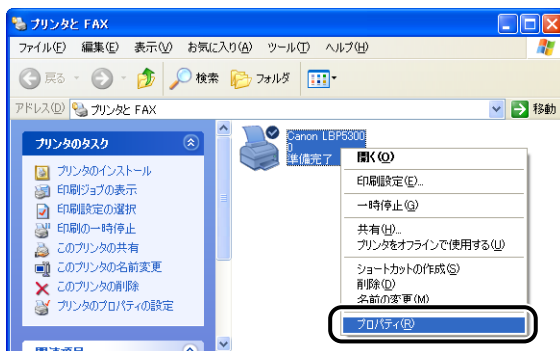 プリンタと FAX
ファイル(F) 編集(E) 表示(V) お気に入り(A) ツール(T) ヘルプ(H)
戻る 検索 フォルダ
アドレス(D) プリンタと FAX 移動
プリンタのタスク
プリンタのインストール
印刷ジョブの表示
印刷設定の選択
印刷の一時停止
このプリンタの共有
このプリンタの名前変更
このプリンタの削除
プリンタのプロパティの設定
関連項目
Canon LBP5300
0
準備完了
開く(O)
印刷設定(E)...
一時停止(G)
共有(H)...
プリンタをオフラインで使用する(U)
ショートカットの作成(S)
削除(D)
名前の変更(M)
プロパティ(R)